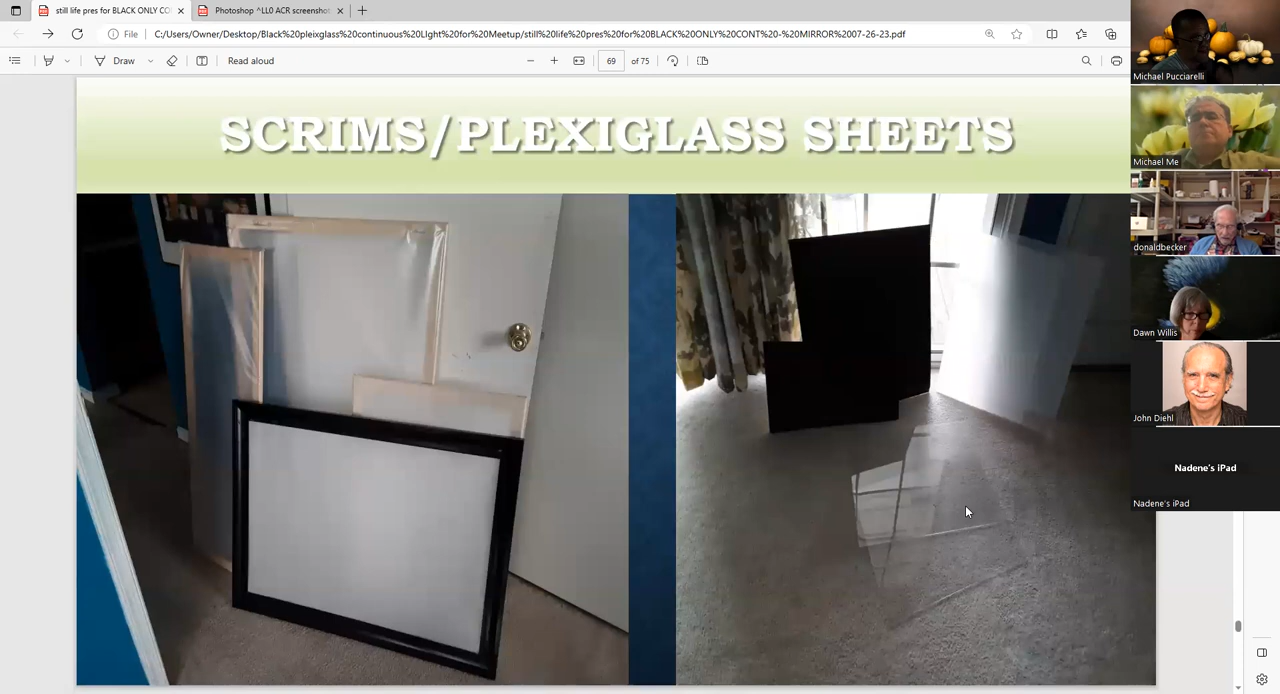 still life pres for BLACK ONLY CO
Photoshop ^LL0 ACR screenshot
File
C:/Users/Owner/Desktop/Black%20pleixglass%20continuous%20LIght%20for%20Meetup/still%20life%20pres%20for%20BLACK%20ONLY%20CONT%20-%20MIRROR%2007-26-23.pdf
Draw
Read aloud
69
of 75
SCRIMS/PLEXIGLASS SHEETS
Michael Pucciarelli
Michael Me
donaldbecker
Dawn Willis
John Diehl
Nadene's iPad
Nadene's iPad